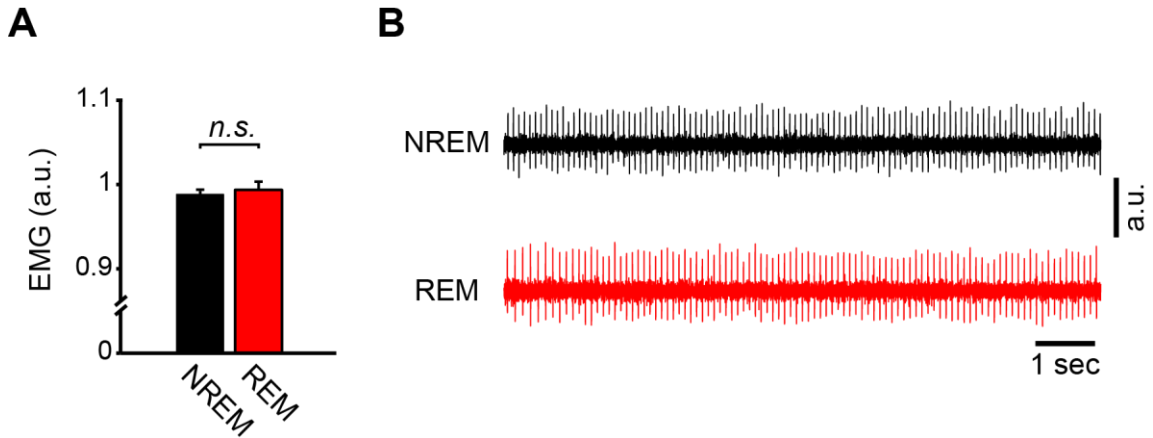 A
B
1.1
n.s.
1
0.9
0
EMG (a.u.)
NREM
REM
NREM
a.u.
REM
1 sec